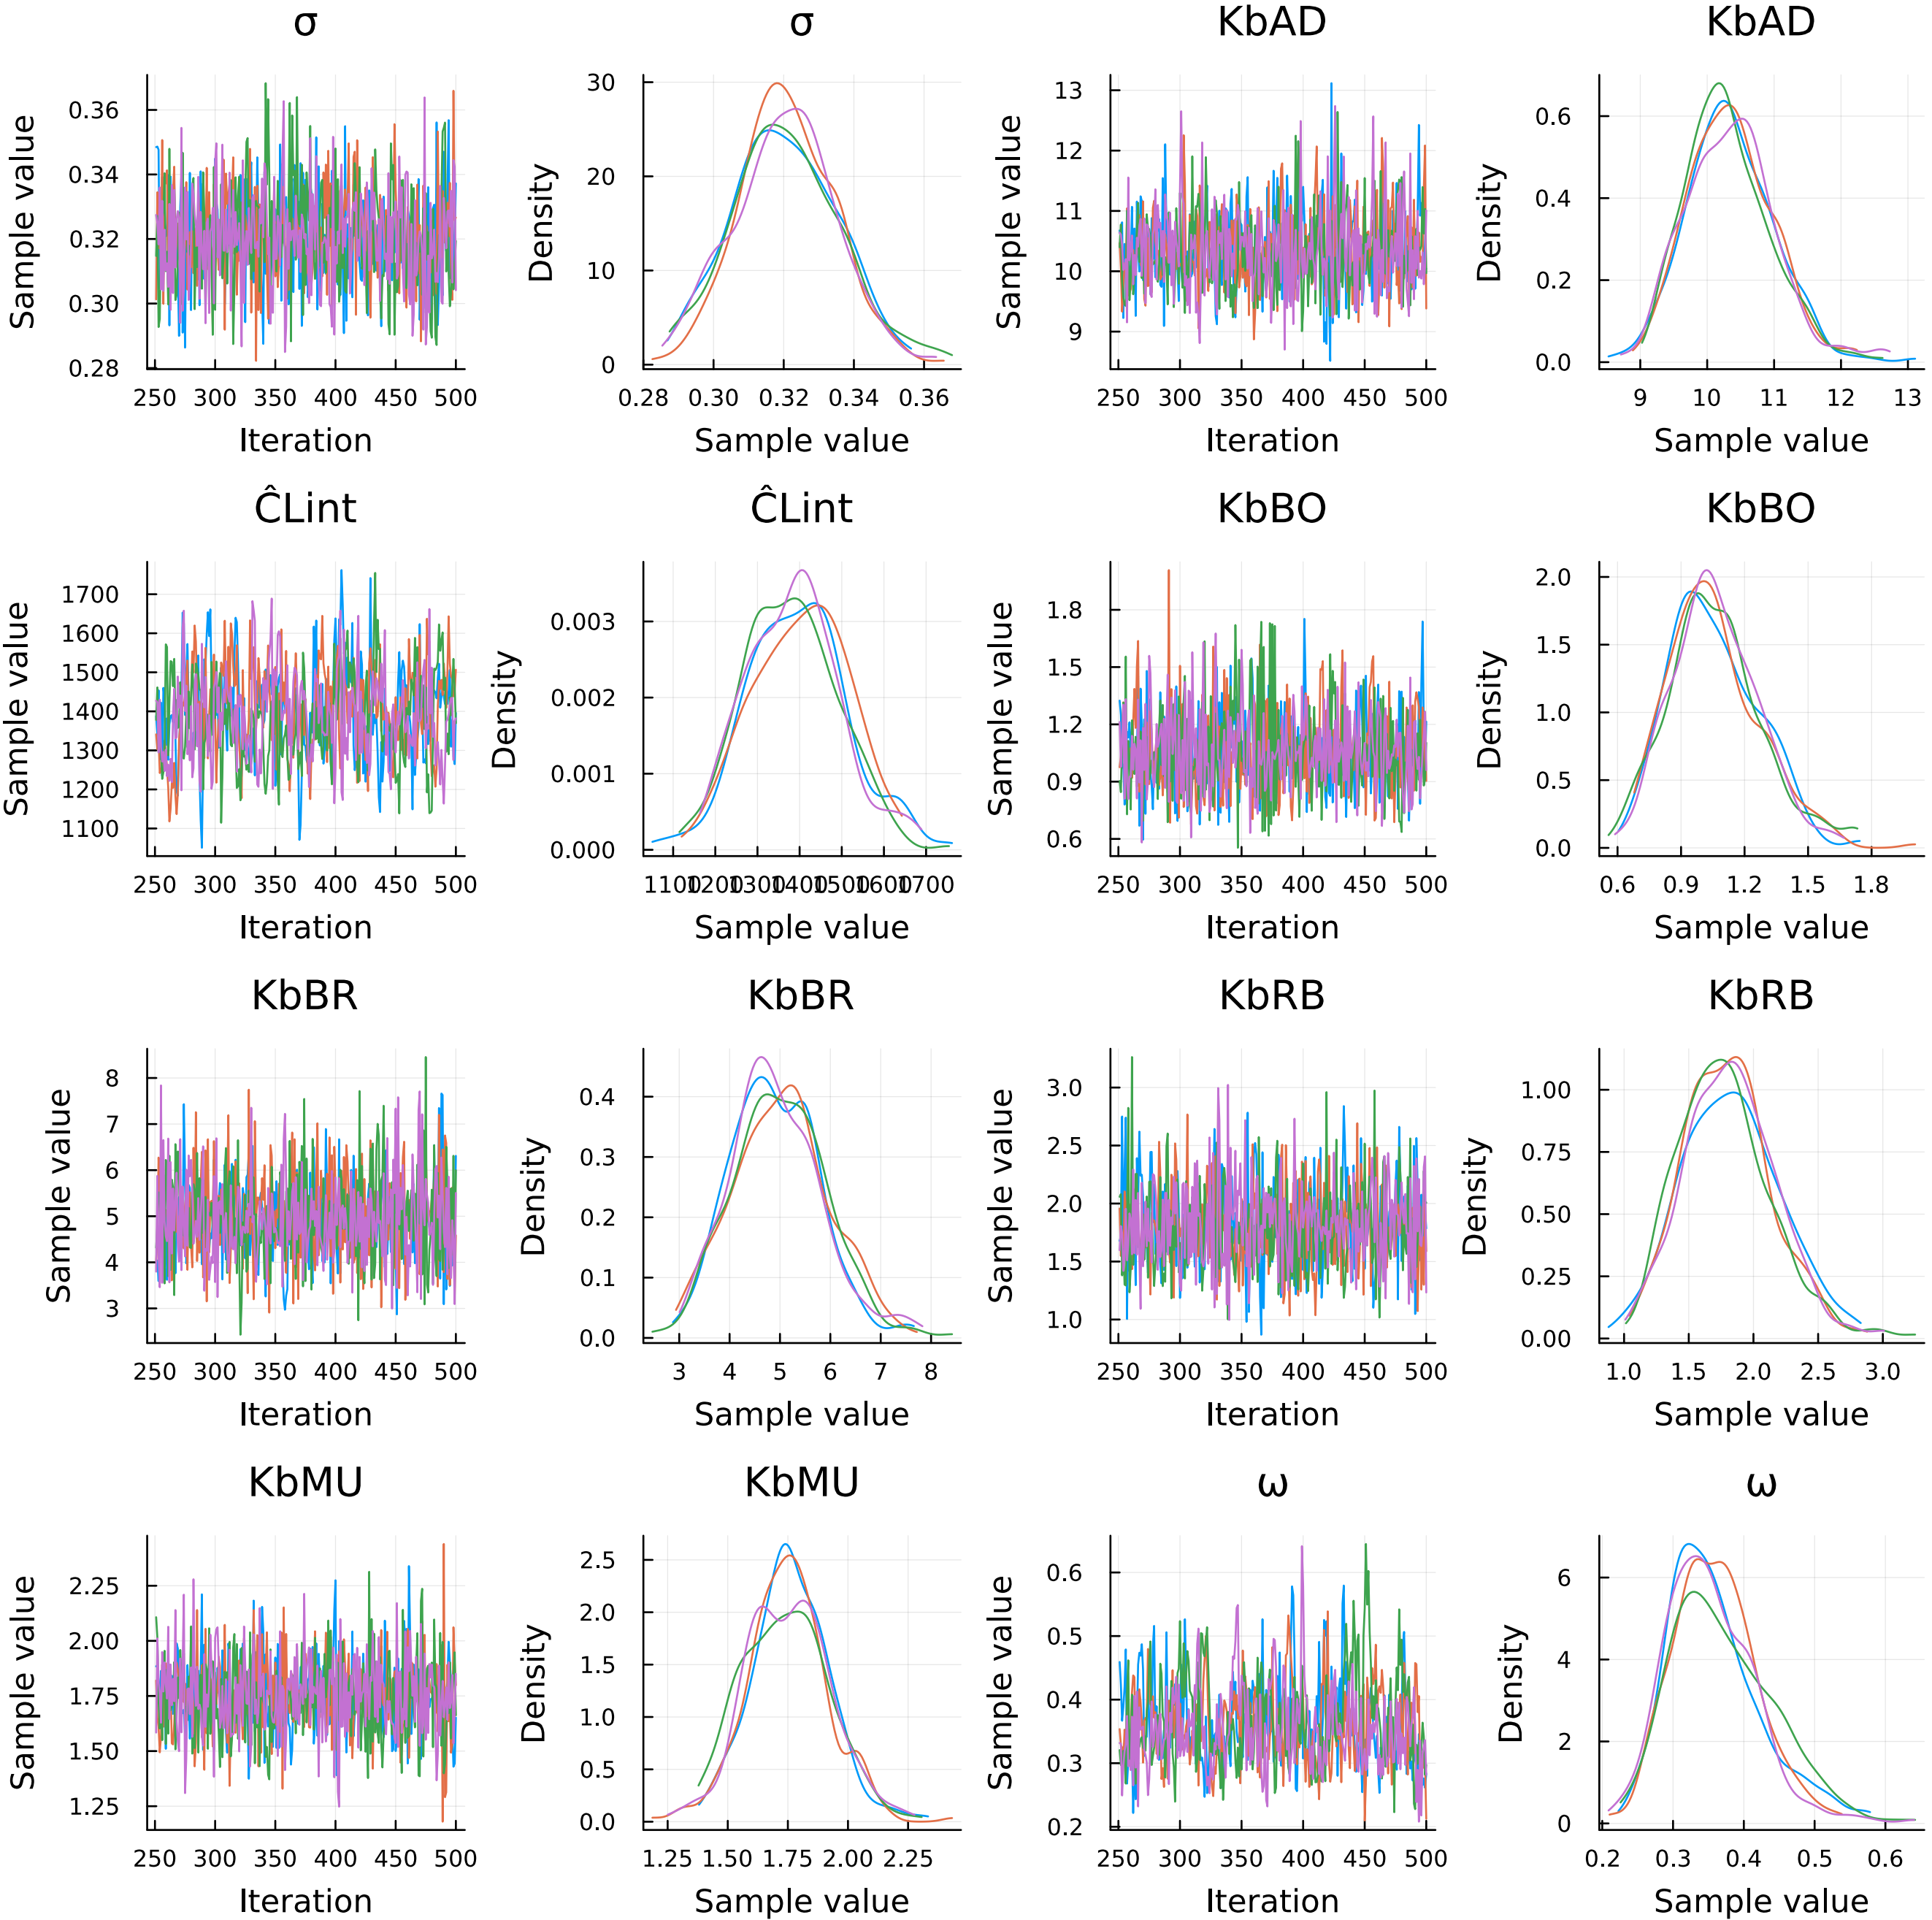 σ
σ
KbAD
KbAD
Sample value
0.36
0.34
0.32
0.30
0.28
250 300 350 400 450 500
Iteration
Density
30
20
10
0
0.28 0.30 0.32 0.34 0.36
Sample value
Sample value
13
12
11
10
9
250 300 350 400 450 500
Iteration
Density
0.6
0.4
0.2
0.0
9 10 11 12 13
Sample value
ĈLint
ĈLint
KbBO
KbBO
Sample value
1700
1600
1500
1400
1300
1200
1100
250 300 350 400 450 500
Iteration
Density
0.003
0.002
0.001
0.000
1100 1200 1300 1400 1500 1600 1700
Sample value
Sample value
1.8
1.5
1.2
0.9
0.6
250 300 350 400 450 500
Iteration
Density
2.0
1.5
1.0
0.5
0.0
0.6 0.9 1.2 1.5 1.8
Sample value
KbBR
KbBR
KbRB
KbRB
Sample value
8
7
6
5
4
3
250 300 350 400 450 500
Iteration
Density
0.4
0.3
0.2
0.1
0.0
3 4 5 6 7 8
Sample value
Sample value
3.0
2.5
2.0
1.5
1.0
250 300 350 400 450 500
Iteration
Density
1.00
0.75
0.50
0.25
0.00
1.0 1.5 2.0 2.5 3.0
Sample value
KbMU
KbMU
ω
ω
Sample value
2.25
2.00
1.75
1.50
1.25
250 300 350 400 450 500
Iteration
Density
2.5
2.0
1.5
1.0
0.5
0.0
1.25 1.50 1.75 2.00 2.25
Sample value
Sample value
0.6
0.5
0.4
0.3
0.2
250 300 350 400 450 500
Iteration
Density
6
4
2
0
0.2 0.3 0.4 0.5 0.6
Sample value